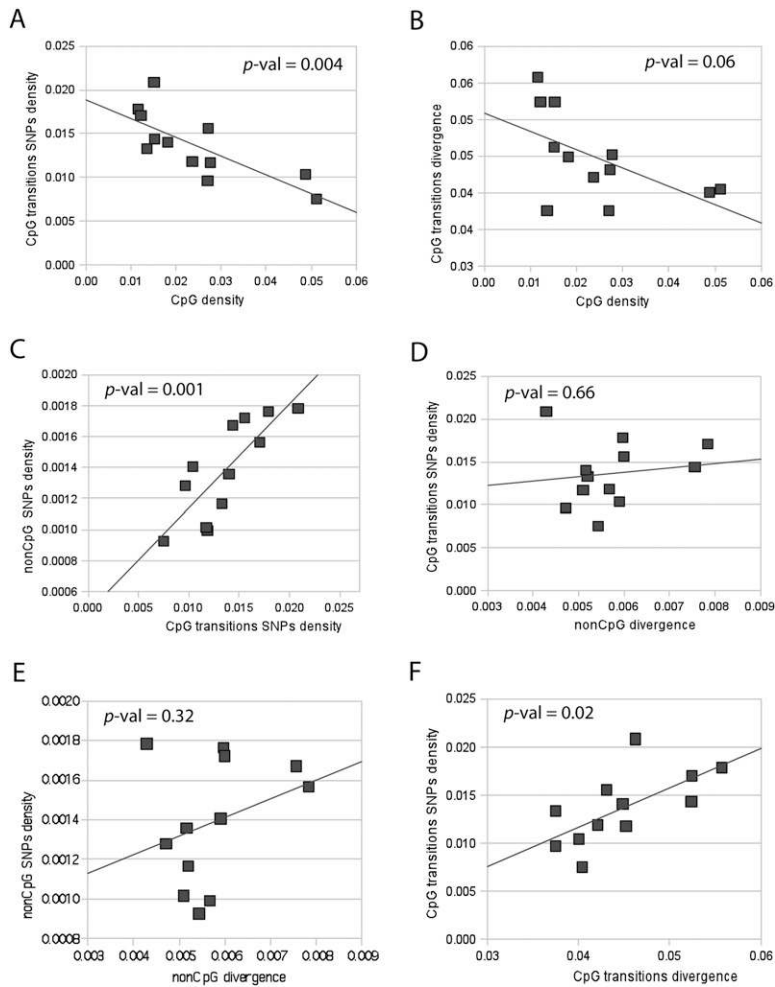 A
CpG transitions SNPs density
0.025
0.020
0.015
0.010
0.005
0.000
p-val = 0.004
0.00 0.01 0.02 0.03 0.04 0.05 0.06
CpG density
B
CpG transitions divergence
0.06
0.06
0.05
0.05
0.04
0.04
0.03
p-val = 0.06
0.00 0.01 0.02 0.03 0.04 0.05 0.06
CpG density
C
nonCpG SNPs density
0.0020
0.0018
0.0016
0.0014
0.0012
0.0010
0.0008
0.0006
p-val = 0.001
0.000 0.005 0.010 0.015 0.020 0.025
CpG transitions SNPs density
D
CpG transitions SNPs density
0.025
0.020
0.015
0.010
0.005
0.000
p-val = 0.66
0.003 0.004 0.005 0.006 0.007 0.008 0.009
nonCpG divergence
E
nonCpG SNPs density
0.0020
0.0018
0.0016
0.0014
0.0012
0.0010
0.0008
p-val = 0.32
0.003 0.004 0.005 0.006 0.007 0.008 0.009
nonCpG divergence
F
CpG transitions SNPs density
0.025
0.020
0.015
0.010
0.005
0.000
p-val = 0.02
0.03 0.04 0.05 0.06
CpG transitions divergence